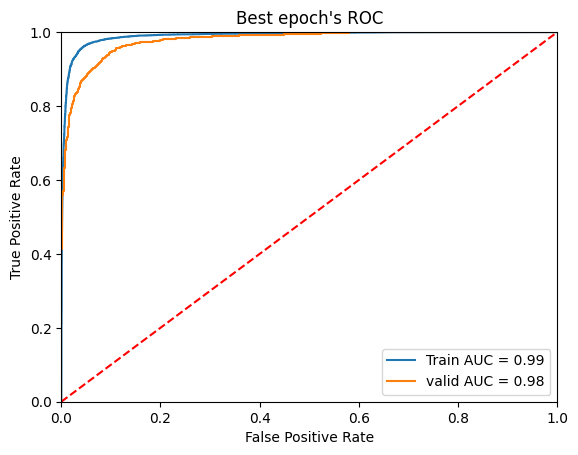 Best epoch's ROC
True Positive Rate
1.0
0.8
0.6
0.4
0.2
0.0
Train AUC = 0.99
valid AUC = 0.98
0.0 0.2 0.4 0.6 0.8 1.0
False Positive Rate